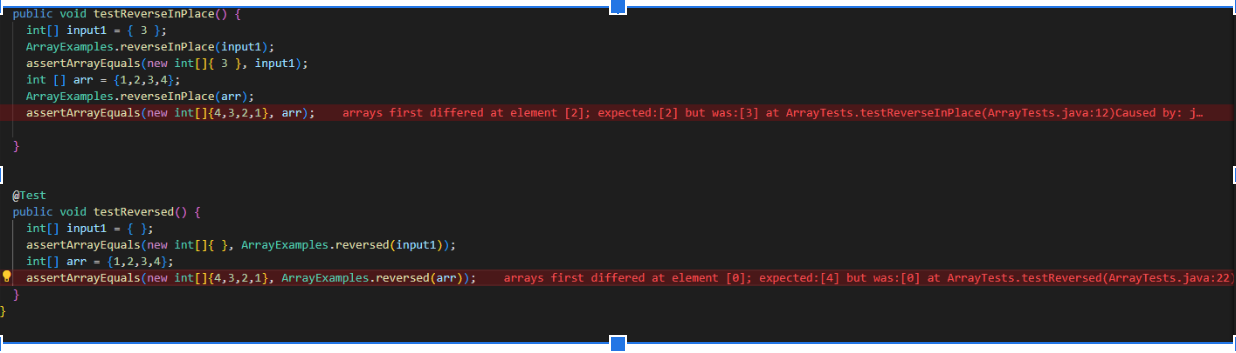 public void testReverseInPlace() {
int[] input1 = { 3 };
ArrayExamples.reverseInPlace(input1);
assertArrayEquals(new int[]{ 3 }, input1);
int [] arr = {1,2,3,4};
ArrayExamples.reverseInPlace(arr);
assertArrayEquals(new int[]{4,3,2,1}, arr); arrays first differed at element [2]; expected:[2] but was:[3] at ArrayTests.testReverseInPlace(ArrayTests.java:12)Caused by: j…
}
@Test
public void testReversed() {
int[] input1 = { };
assertArrayEquals(new int[]{ }, ArrayExamples.reversed(input1));
int[] arr = {1,2,3,4};
assertArrayEquals(new int[]{4,3,2,1}, ArrayExamples.reversed(arr)); arrays first differed at element [0]; expected:[4] but was:[0] at ArrayTests.testReversed(ArrayTests.java:22)
}
}